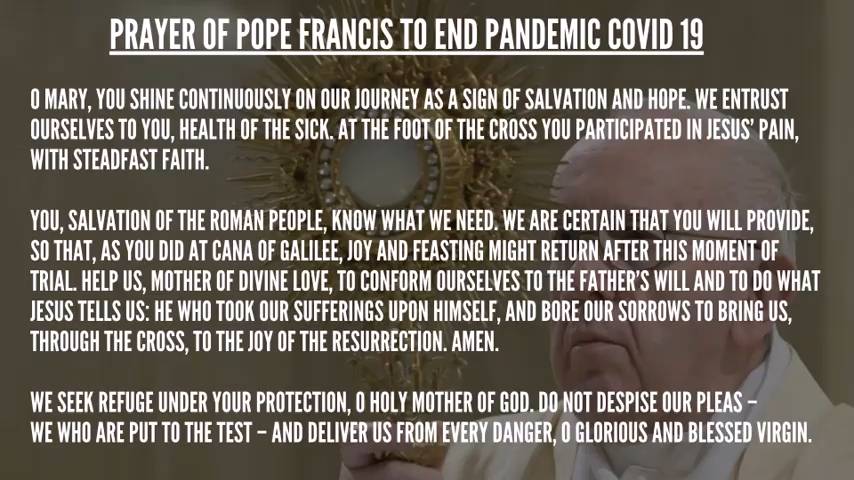 PRAYER OF POPE FRANCIS TO END PANDEMIC COVID 19
O MARY, YOU SHINE CONTINUOUSLY ON OUR JOURNEY AS A SIGN OF SALVATION AND HOPE. WE ENTRUST
OURSELVES TO YOU, HEALTH OF THE SICK. AT THE FOOT OF THE CROSS YOU PARTICIPATED IN JESUS' PAIN,
WITH STEADFAST FAITH.
YOU, SALVATION OF THE ROMAN PEOPLE, KNOW WHAT WE NEED. WE ARE CERTAIN THAT YOU WILL PROVIDE,
SO THAT, AS YOU DID AT CANA OF GALILEE, JOY AND FEASTING MIGHT RETURN AFTER THIS MOMENT OF
TRIAL. HELP US, MOTHER OF DIVINE LOVE, TO CONFORM OURSELVES TO THE FATHER'S WILL AND TO DO WHAT
JESUS TELLS US: HE WHO TOOK OUR SUFFERINGS UPON HIMSELF, AND BORE OUR SORROWS TO BRING US,
THROUGH THE CROSS, TO THE JOY OF THE RESURRECTION. AMEN.
WE SEEK REFUGE UNDER YOUR PROTECTION, O HOLY MOTHER OF GOD. DO NOT DESPISE OUR PLEAS –
WE WHO ARE PUT TO THE TEST – AND DELIVER US FROM EVERY DANGER, O GLORIOUS AND BLESSED VIRGIN.